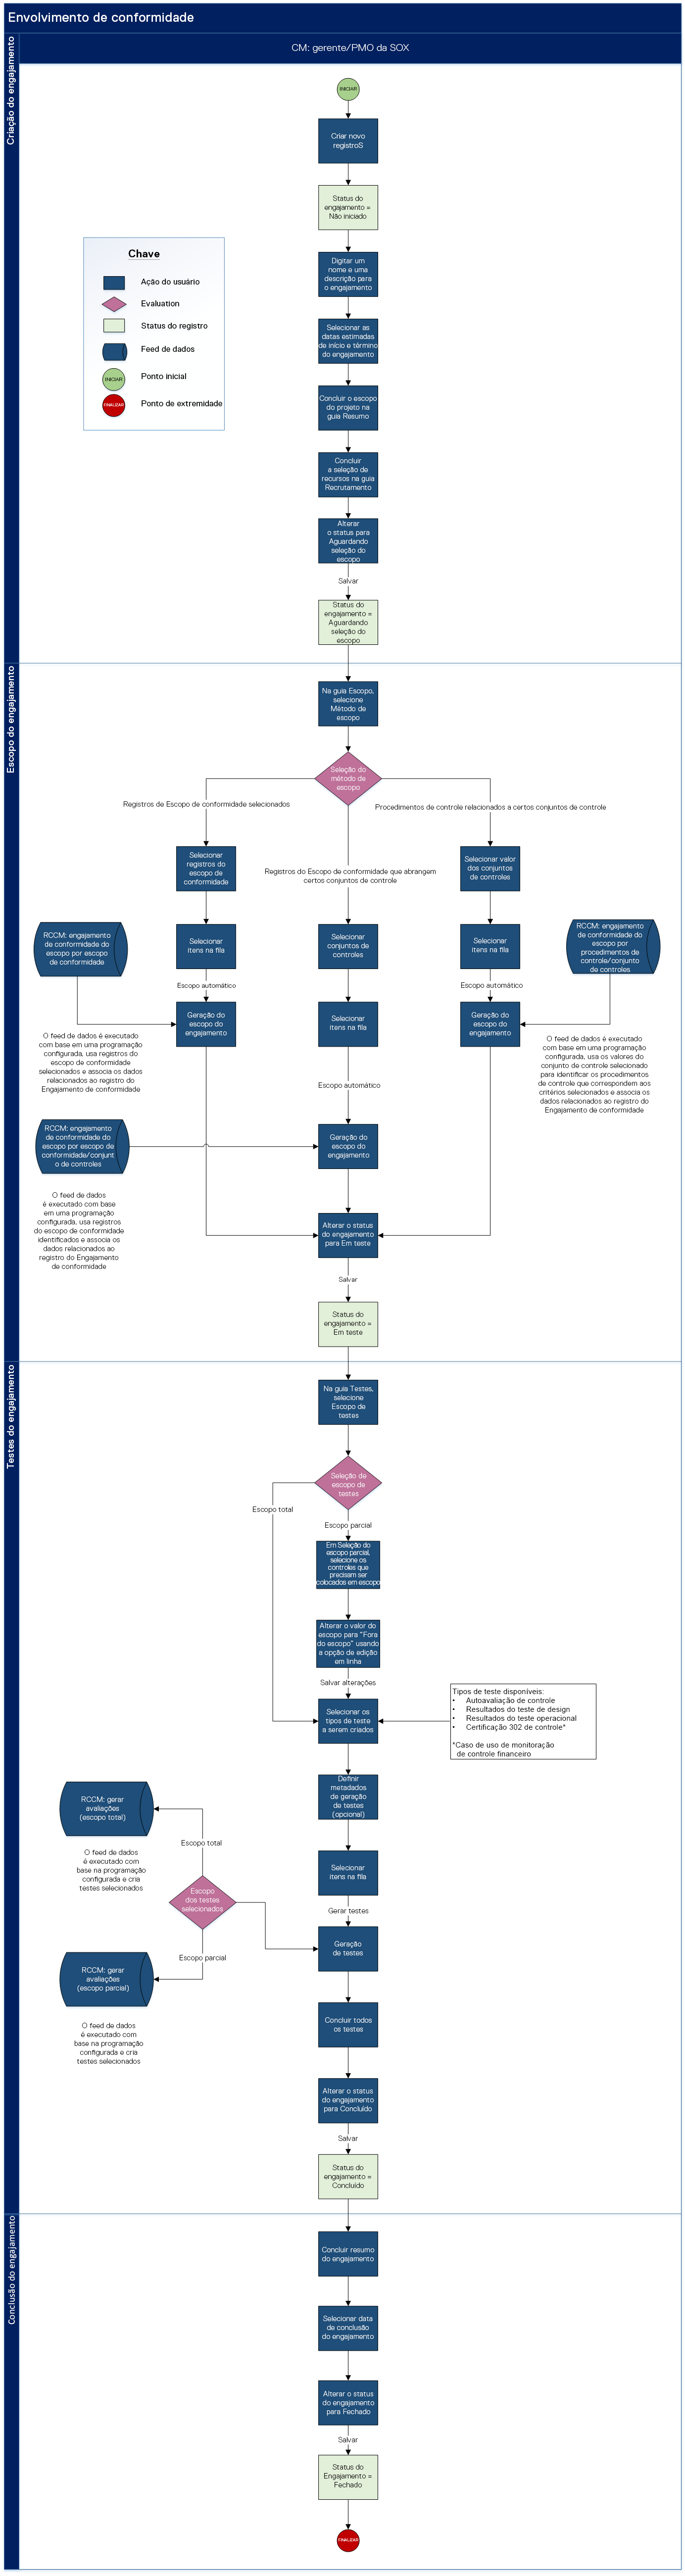 Envolvimento de conformidade
CM: gerente/PMO da SOX
Criação do engajamento
INICIAR
Criar novo
registroS
Status do
engajamento =
Não iniciado
Chave
Ação do usuário
Evaluation
Status do registro
Feed de dados
INICIAR
Ponto inicial
FINALIZAR
Ponto de extremidade
Digitar um
nome e uma
descrição para
o engajamento
Selecionar as
datas estimadas
de início e término
do engajamento
Concluir o escopo
do projeto na
guia Resumo
Concluir
a seleção de
recursos na guia
Recrutamento
Alterar
o status para
Aguardando
seleção do
escopo
Salvar
Status do
engajamento =
Aguardando
seleção do
escopo
Escopo do engajamento
Na guia Escopo,
selecione
Método de
escopo
Seleção do
método de
escopo
Registros de Escopo de conformidade selecionados
Procedimentos de controle relacionados a certos conjuntos de controle
Registros do Escopo de conformidade que abrangem
certos conjuntos de controle
Selecionar
registros do
escopo de
conformidade
Selecionar valor
dos conjuntos
de controles
RCCM: engajamento
de conformidade do
escopo por escopo
de conformidade
Selecionar
itens na fila
Selecionar
conjuntos de
controles
Selecionar
itens na fila
RCCM: engajamento
de conformidade do
escopo por
procedimentos de
controle/conjunto
de controles
Escopo automático
Escopo automático
Geração do
escopo do
engajamento
Selecionar
itens na fila
Geração do
escopo do
engajamento
O feed de dados é executado
com base em uma programação
configurada, usa registros do
escopo de conformidade
selecionados e associa os dados
relacionados ao registro do
Engajamento de conformidade
O feed de dados é executado
com base em uma programação
configurada, usa os valores do
conjunto de controle selecionado
para identificar os procedimentos
de controle que correspondem aos
critérios selecionados e associa os
dados relacionados ao registro do
Engajamento de conformidade
Escopo automático
RCCM: engajamento
de conformidade do
escopo por escopo de
conformidade/conjunt
o de controles
Geração do
escopo do
engajamento
O feed de dados
é executado com base
em uma programação
configurada, usa registros
do escopo de conformidade
identificados e associa os
dados relacionados ao
registro do Engajamento
de conformidade
Alterar o status
do engajamento
para Em teste
Salvar
Status do
engajamento =
Em teste
Testes do engajamento
Na guia Testes,
selecione
Escopo de
testes
Seleção de
escopo de
testes
Escopo total
Escopo parcial
Em Seleção do
escopo parcial,
selecione os
controles que
precisam ser
colocados em escopo
Alterar o valor do
escopo para "Fora
do escopo" usando
a opção de edição
em linha
Salvar alterações
Selecionar os
tipos de teste
a serem criados
Tipos de teste disponíveis:
• Autoavaliação de controle
• Resultados do teste de design
• Resultados do teste operacional
• Certificação 302 de controle*
*Caso de uso de monitoração
de controle financeiro
Definir
metadados
de geração
de testes
(opcional)
RCCM: gerar
avaliações
(escopo total)
Escopo total
O feed de dados
é executado com
base na programação
configurada e cria
testes selecionados
Selecionar
itens na fila
Escopo
dos testes
selecionados
Gerar testes
Geração
de testes
Escopo parcial
RCCM: gerar
avaliações
(escopo parcial)
O feed de dados
é executado com
base na programação
configurada e cria
testes selecionados
Concluir todos
os testes
Alterar o status
do engajamento
para Concluído
Salvar
Status do
engajamento =
Concluído
Conclusão do engajamento
Concluir resumo
do engajamento
Selecionar data
de conclusão
do engajamento
Alterar o status
do engajamento
para Fechado
Salvar
Status do
Engajamento =
Fechado
FINALIZAR